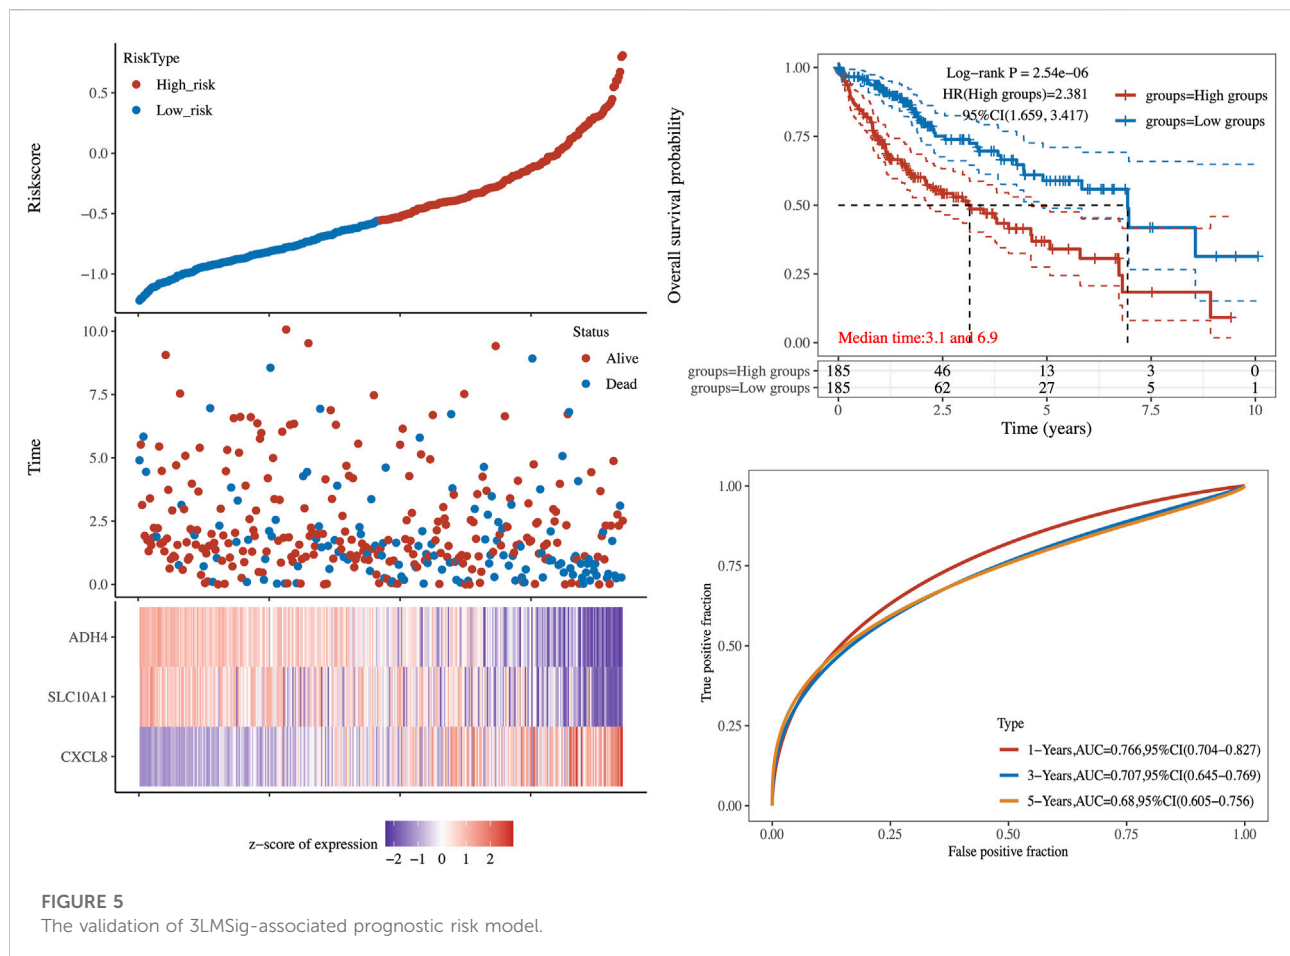 RiskType
High_risk
Low_risk
Riskscore
0.5
0.0
−0.5
−1.0
Status
Alive
Dead
Time
10.0
7.5
5.0
2.5
0.0
ADH4
SLC10A1
CXCL8
z−score of expression
−2 −1 0 1 2
Overall survival probability
1.00
0.75
0.50
0.25
0.00
Log−rank P = 2.54e−06
HR(High groups)=2.381
95%CI(1.659, 3.417)
groups=High groups
groups=Low groups
Median time:3.1 and 6.9
groups=High groups 185 46 13 3 0
groups=Low groups 185 62 27 5 1
0 2.5 5 7.5 10
Time (years)
True positive fraction
1.00
0.75
0.50
0.25
0.00
Type
1−Years,AUC=0.766,95%CI(0.704−0.827)
3−Years,AUC=0.707,95%CI(0.645−0.769)
5−Years,AUC=0.68,95%CI(0.605−0.756)
0.00 0.25 0.50 0.75 1.00
False positive fraction
FIGURE 5
The validation of 3LMSig-associated prognostic risk model.